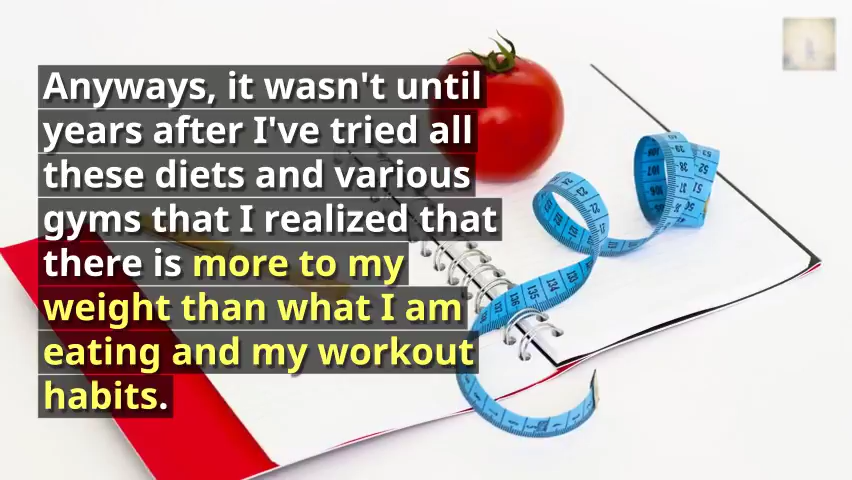 Anyways, it wasn't until
years after I've tried all
these diets and various
gyms that I realized that
there is more to my
weight than what I am
eating and my workout
habits.